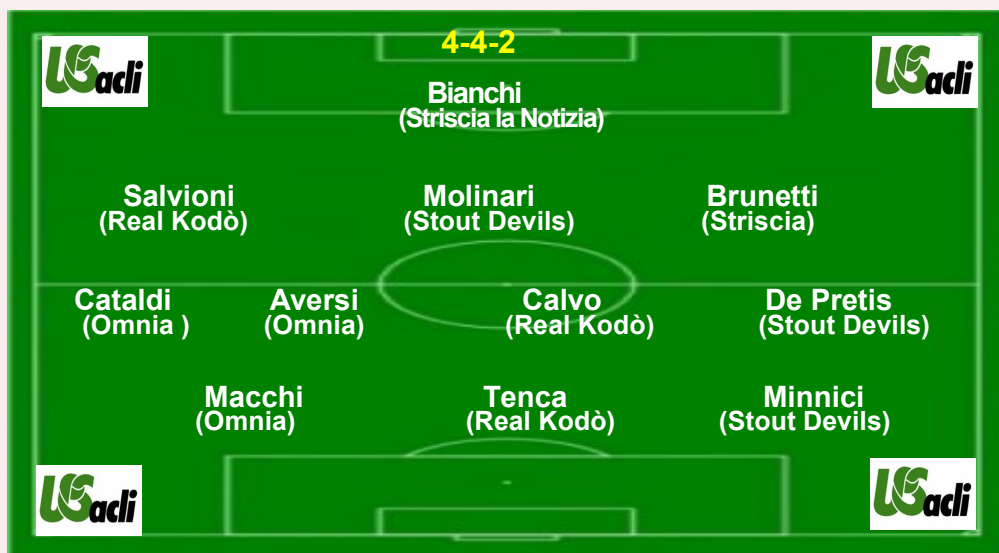 4-4-2
USacli
USacli
Bianchi
(Striscia la Notizia)
Salvioni Molinari Brunetti
(Real Kodò) (Stout Devils) (Striscia)
Cataldi Aversi Calvo De Pretis
(Omnia ) (Omnia) (Real Kodò) (Stout Devils)
Macchi Tenca Minnici
(Omnia) (Real Kodò) (Stout Devils)
USacli
USacli